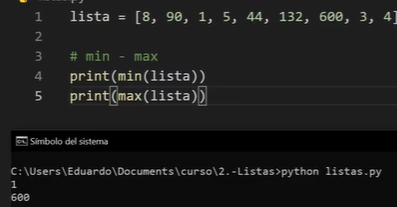 1 lista = [8, 90, 1, 5, 44, 132, 600, 3, 4]
2
3 # min - max
4 print(min(lista))
5 print(max(lista))
Símbolo del sistema
C:\Users\Eduardo\Documents\curso\2.-Listas>python listas.py
1
600